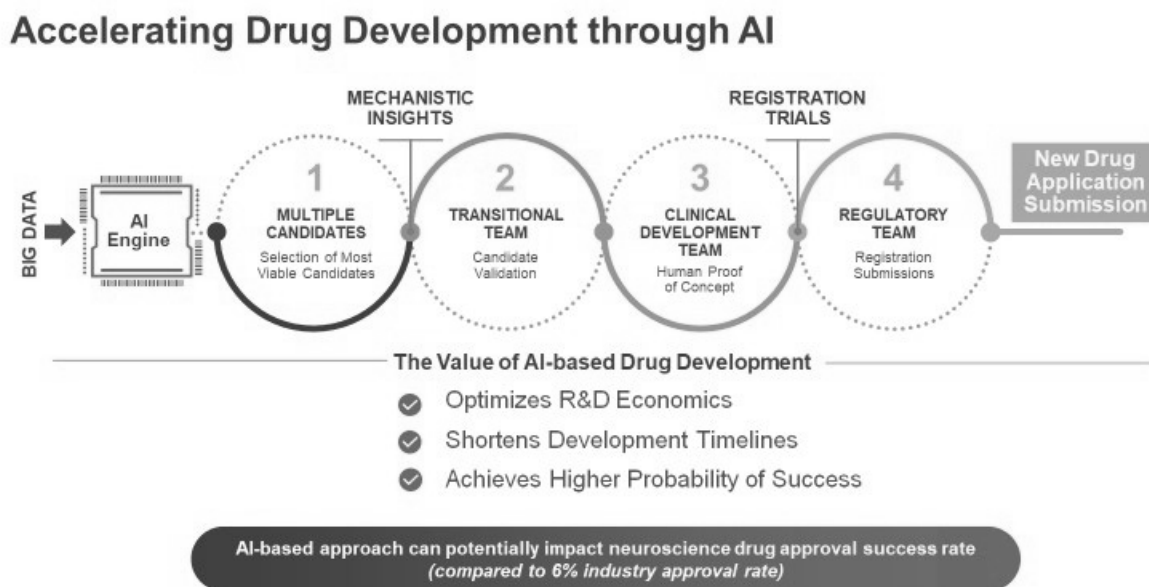 Accelerating Drug Development through AI
MECHANISTIC
INSIGHTS
REGISTRATION
TRIALS
BIG DATA
AI
Engine
1
MULTIPLE
CANDIDATES
Selection of Most
Viable Candidates
2
TRANSITIONAL
TEAM
Candidate
Validation
3
CLINICAL
DEVELOPMENT
TEAM
Human Proof
of Concept
4
REGULATORY
TEAM
Registration
Submissions
New Drug
Application
Submission
The Value of AI-based Drug Development
Optimizes R&D Economics
Shortens Development Timelines
Achieves Higher Probability of Success
AI-based approach can potentially impact neuroscience drug approval success rate
(compared to 6% industry approval rate)